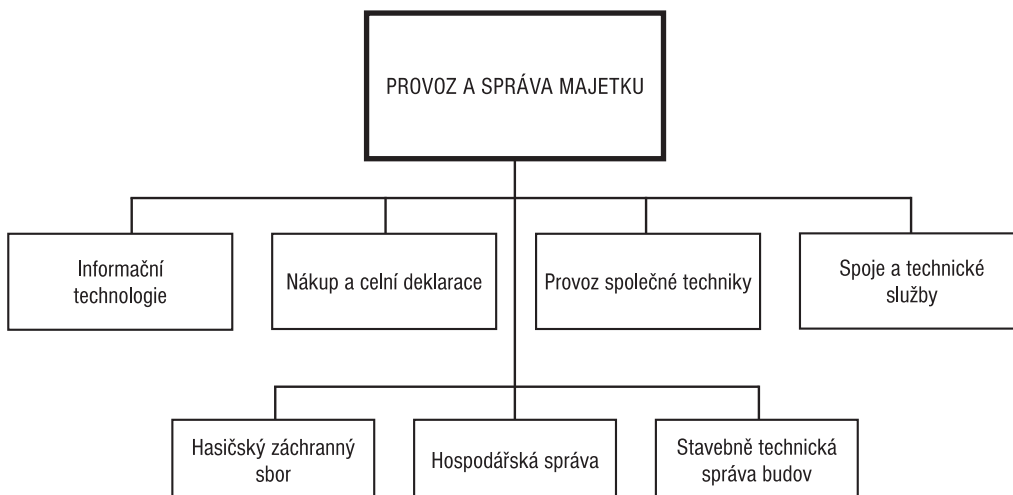 PROVOZ A SPRÁVA MAJETKU
Informační
technologie
Nákup a celní deklarace
Provoz společné techniky
Spoje a technické
služby
Hasičský záchranný
sbor
Hospodářská správa
Stavebně technická
správa budov